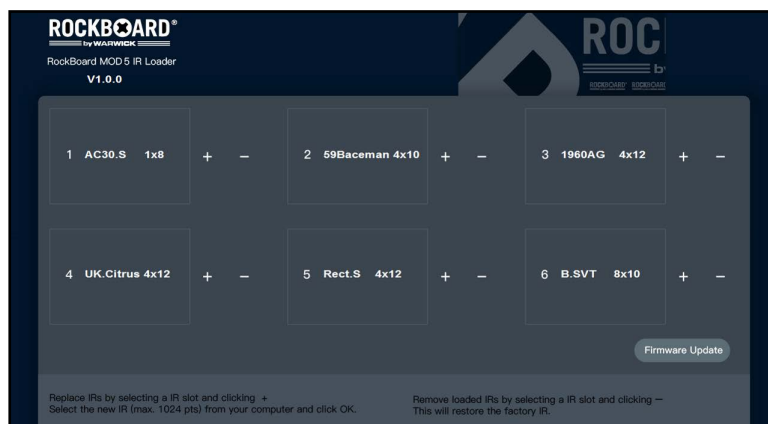 ROCKBOARD®
by WARWICK
RockBoard MOD 5 IR Loader
V1.0.0
ROC
b
ROCKBOARD ROCKBOARD
1 AC30.S 1x8 + −
2 59Baceman 4x10 + −
3 1960AG 4x12 + −
4 UK.Citrus 4x12 + −
5 Rect.S 4x12 + −
6 B.SVT 8x10 + −
Firmware Update
Replace IRs by selecting a IR slot and clicking +
Select the new IR (max. 1024 pts) from your computer and click OK.
Remove loaded IRs by selecting a IR slot and clicking −
This will restore the factory IR.